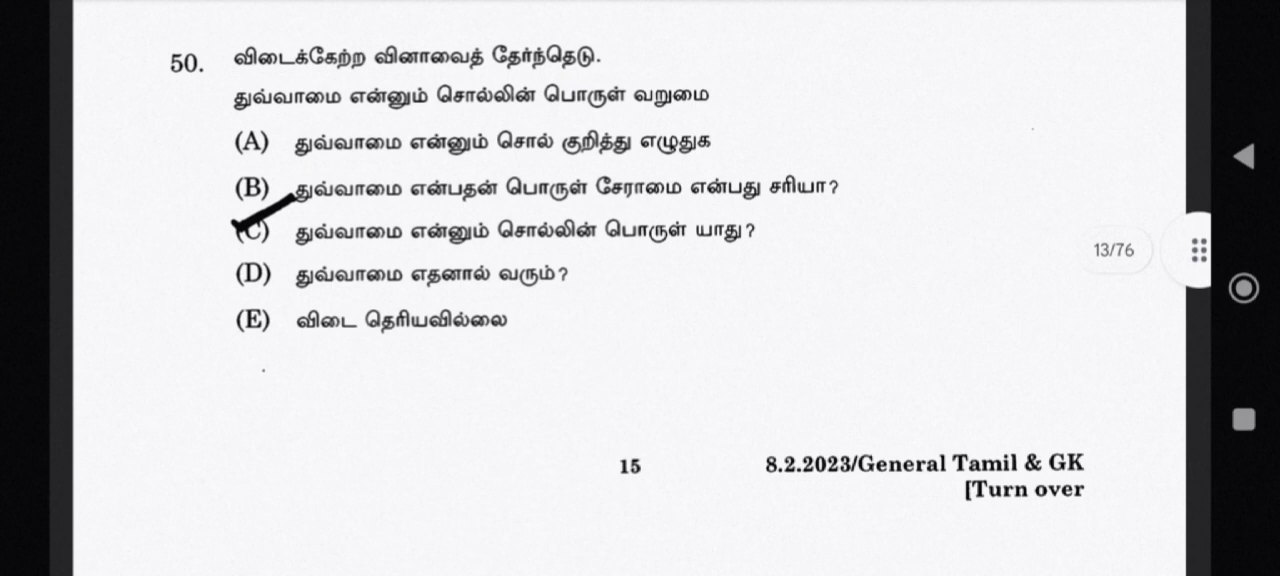 50. விடைக்கேற்ற வினாவைத் தேர்ந்தெடு.
துவ்வாமை என்னும் சொல்லின் பொருள் வறுமை
(A) துவ்வாமை என்னும் சொல் குறித்து எழுதுக
(B) துவ்வாமை என்பதன் பொருள் சேராமை என்பது சரியா?
(C) துவ்வாமை என்னும் சொல்லின் பொருள் யாது?
(D) துவ்வாமை எதனால் வரும்?
(E) விடை தெரியவில்லை
13/76
15
8.2.2023/General Tamil & GK
[Turn over